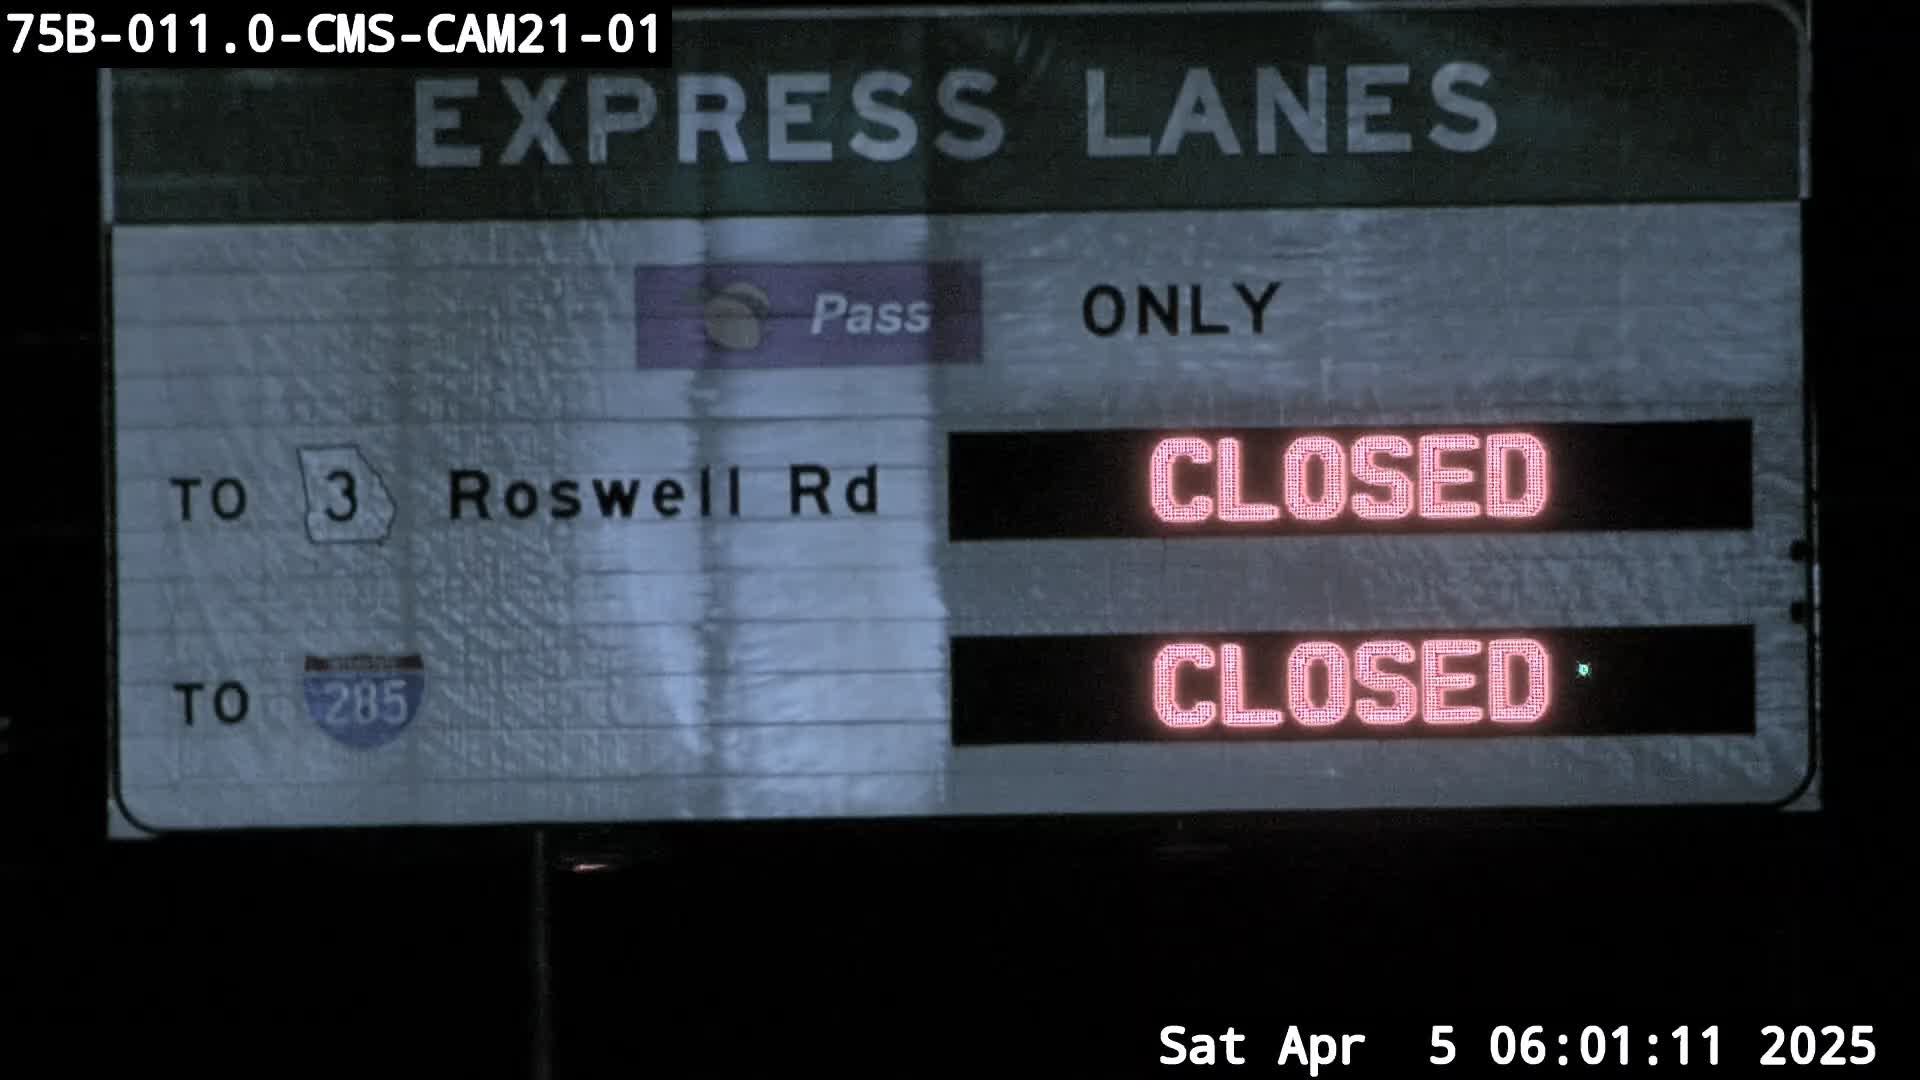 75B-011.0-CMS-CAM21-01
EXPRESS LANES
Pass ONLY
TO 3 Roswell Rd CLOSED
TO 285 CLOSED
Sat Apr 5 06:01:11 2025